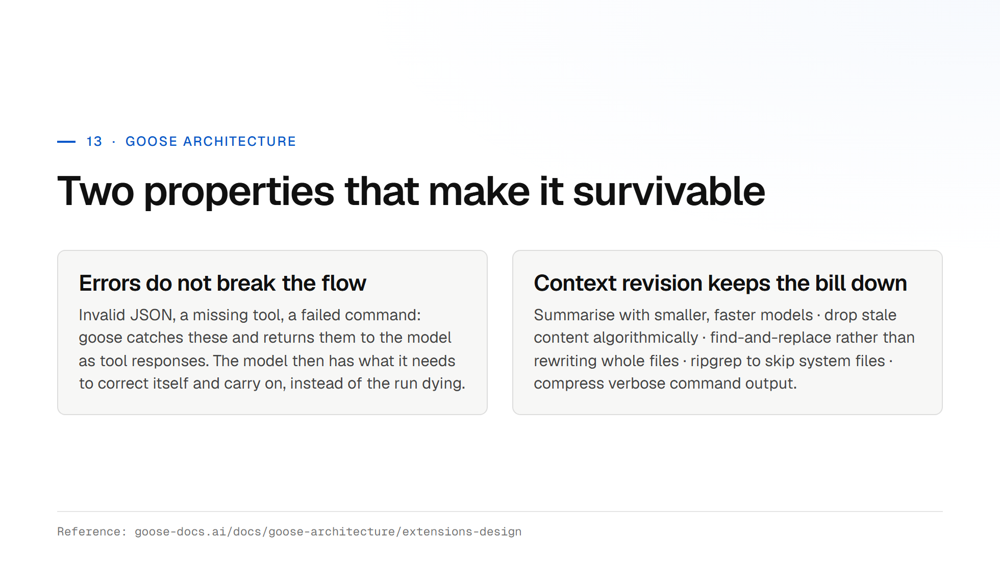 13 · GOOSE ARCHITECTURE
Two properties that make it survivable
Errors do not break the flow
Invalid JSON, a missing tool, a failed command:
goose catches these and returns them to the model
as tool responses. The model then has what it needs
to correct itself and carry on, instead of the run dying.
Context revision keeps the bill down
Summarise with smaller, faster models · drop stale
content algorithmically · find-and-replace rather than
rewriting whole files · ripgrep to skip system files ·
compress verbose command output.
Reference: goose-docs.ai/docs/goose-architecture/extensions-design